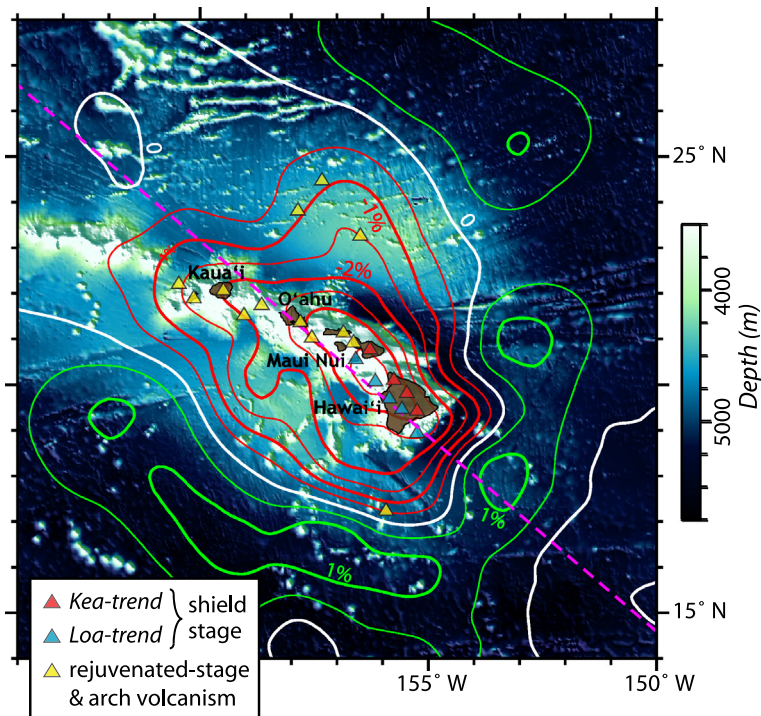 0
0
25° N
-1%
-2%
Kaua‘i
O‘ahu
Maui Nui
Hawai‘i
1%
1%
4000
5000
Depth (m)
Kea-trend
Loa-trend
shield
stage
rejuvenated-stage
& arch volcanism
15° N
155° W
150° W